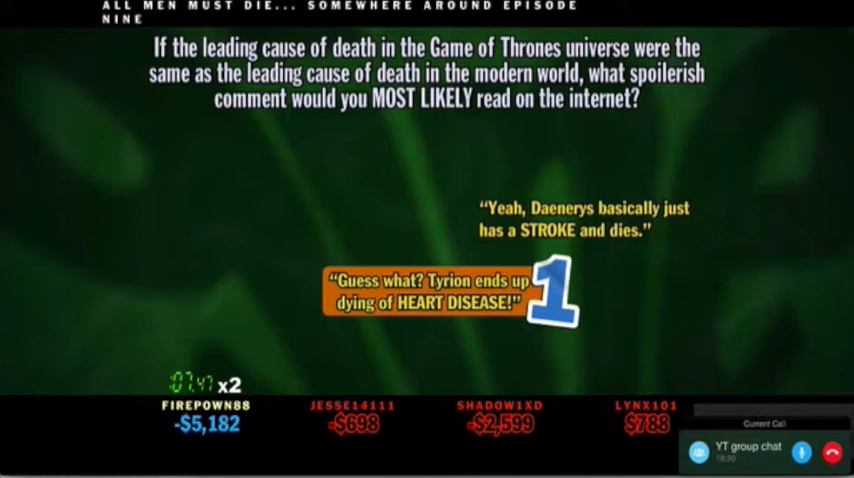 ALL MEN MUST DIE... SOMEWHERE AROUND EPISODE
NINE
If the leading cause of death in the Game of Thrones universe were the
same as the leading cause of death in the modern world, what spoilerish
comment would you MOST LIKELY read on the internet?
“Yeah, Daenerys basically just
has a STROKE and dies.”
“Guess what? Tyrion ends up
dying of HEART DISEASE!”
1
07.47 x2
FIREPOWN88 JESSE14111 SHADOW1XD LYNX101
-$5,182 -$698 -$2,599 $788
Current Call
YT group chat